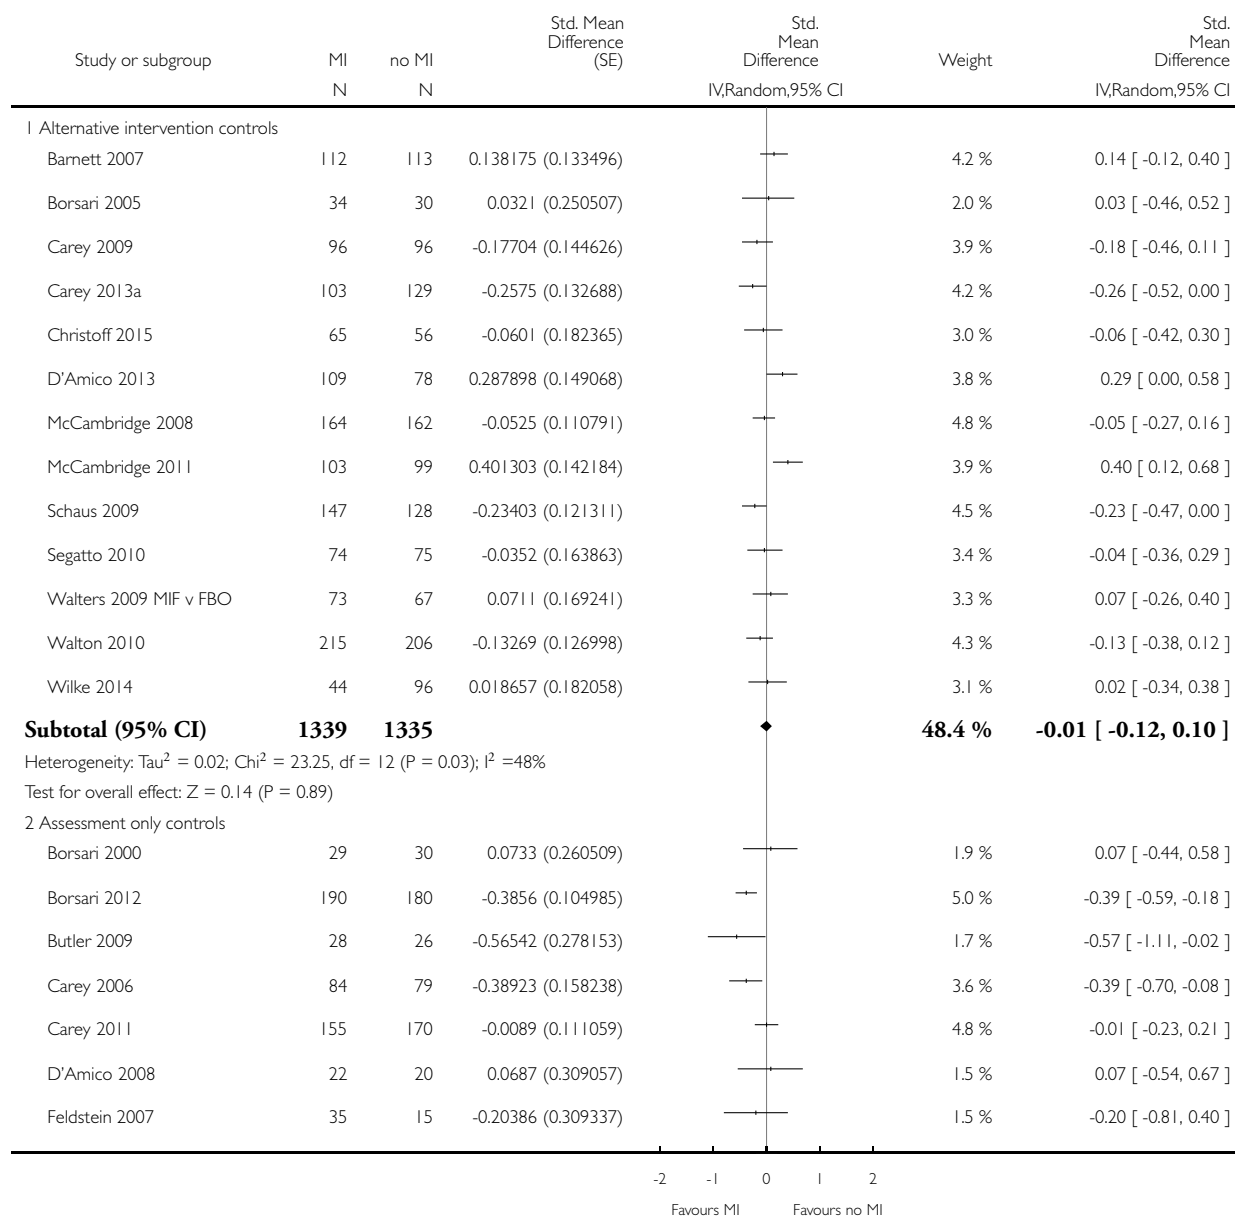 Study or subgroup MI no MI Std. Mean Difference (SE) Std. Mean Difference Weight Std. Mean Difference
N N IV,Random,95% CI IV,Random,95% CI
1 Alternative intervention controls
Barnett 2007 112 113 0.138175 (0.133496) 4.2 % 0.14 [ -0.12, 0.40 ]
Borsari 2005 34 30 0.0321 (0.250507) 2.0 % 0.03 [ -0.46, 0.52 ]
Carey 2009 96 96 -0.17704 (0.144626) 3.9 % -0.18 [ -0.46, 0.11 ]
Carey 2013a 103 129 -0.2575 (0.132688) 4.2 % -0.26 [ -0.52, 0.00 ]
Christoff 2015 65 56 -0.0601 (0.182365) 3.0 % -0.06 [ -0.42, 0.30 ]
D'Amico 2013 109 78 0.287898 (0.149068) 3.8 % 0.29 [ 0.00, 0.58 ]
McCambridge 2008 164 162 -0.0525 (0.110791) 4.8 % -0.05 [ -0.27, 0.16 ]
McCambridge 2011 103 99 0.401303 (0.142184) 3.9 % 0.40 [ 0.12, 0.68 ]
Schaus 2009 147 128 -0.23403 (0.121311) 4.5 % -0.23 [ -0.47, 0.00 ]
Segatto 2010 74 75 -0.0352 (0.163863) 3.4 % -0.04 [ -0.36, 0.29 ]
Walters 2009 MIF v FBO 73 67 0.0711 (0.169241) 3.3 % 0.07 [ -0.26, 0.40 ]
Walton 2010 215 206 -0.13269 (0.126998) 4.3 % -0.13 [ -0.38, 0.12 ]
Wilke 2014 44 96 0.018657 (0.182058) 3.1 % 0.02 [ -0.34, 0.38 ]
Subtotal (95% CI) 1339 1335 48.4 % -0.01 [ -0.12, 0.10 ]
Heterogeneity: Tau² = 0.02; Chi² = 23.25, df = 12 (P = 0.03); I² =48%
Test for overall effect: Z = 0.14 (P = 0.89)
2 Assessment only controls
Borsari 2000 29 30 0.0733 (0.260509) 1.9 % 0.07 [ -0.44, 0.58 ]
Borsari 2012 190 180 -0.3856 (0.104985) 5.0 % -0.39 [ -0.59, -0.18 ]
Butler 2009 28 26 -0.56542 (0.278153) 1.7 % -0.57 [ -1.11, -0.02 ]
Carey 2006 84 79 -0.38923 (0.158238) 3.6 % -0.39 [ -0.70, -0.08 ]
Carey 2011 155 170 -0.0089 (0.111059) 4.8 % -0.01 [ -0.23, 0.21 ]
D'Amico 2008 22 20 0.0687 (0.309057) 1.5 % 0.07 [ -0.54, 0.67 ]
Feldstein 2007 35 15 -0.20386 (0.309337) 1.5 % -0.20 [ -0.81, 0.40 ]
-2 -1 0 1 2
Favours MI Favours no MI